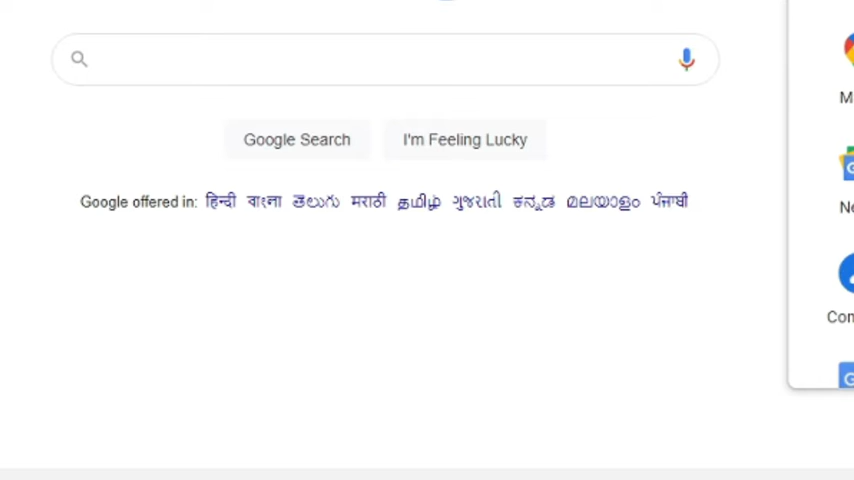 Google Search
I'm Feeling Lucky
Google offered in: हिन्दी বাংলা తెలుగు मराठी தமிழ் ગુજરાતી ಕನ್ನಡ മലയാളം ਪੰਜਾਬੀ